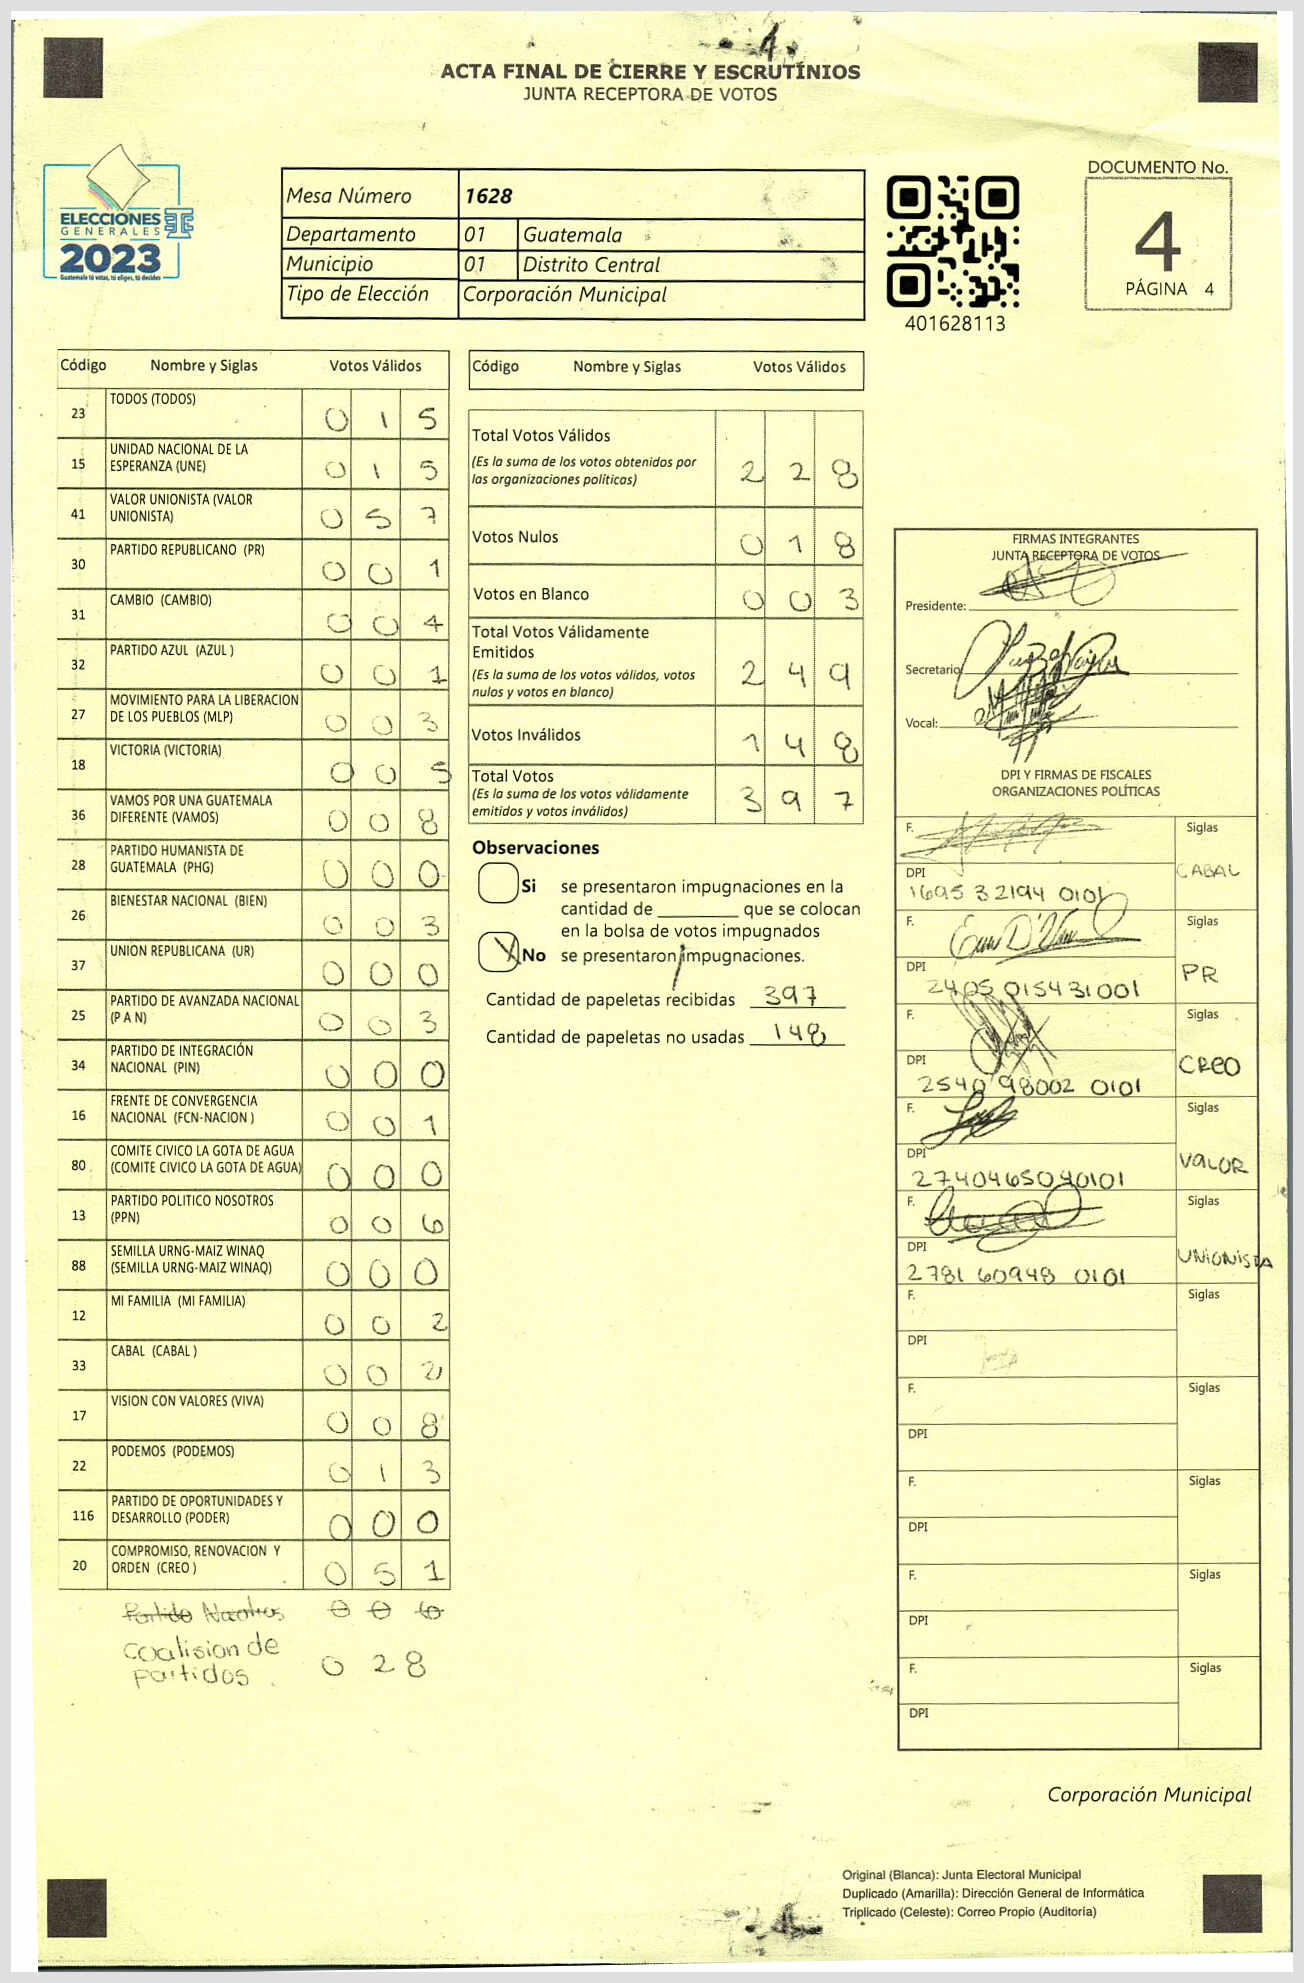 ACTA FINAL DE CIERRE Y ESCRUTINIOS
JUNTA RECEPTORA DE VOTOS
ELECCIONES
GENERALES
2023
Guatemala tú votas, tú eliges, tú decides
Mesa Número 1628
Departamento 01 Guatemala
Municipio 01 Distrito Central
Tipo de Elección Corporación Municipal
401628113
DOCUMENTO No.
4
PÁGINA 4
Código Nombre y Siglas Votos Válidos
23 TODOS (TODOS) 0 1 5
15 UNIDAD NACIONAL DE LA
ESPERANZA (UNE) 0 1 5
41 VALOR UNIONISTA (VALOR
UNIONISTA) 0 5 7
30 PARTIDO REPUBLICANO (PR) 0 0 1
31 CAMBIO (CAMBIO) 0 0 4
32 PARTIDO AZUL (AZUL ) 0 0 1
27 MOVIMIENTO PARA LA LIBERACION
DE LOS PUEBLOS (MLP) 0 0 3
18 VICTORIA (VICTORIA) 0 0 5
36 VAMOS POR UNA GUATEMALA
DIFERENTE (VAMOS) 0 0 8
28 PARTIDO HUMANISTA DE
GUATEMALA (PHG) 0 0 0
26 BIENESTAR NACIONAL (BIEN) 0 0 3
37 UNION REPUBLICANA (UR) 0 0 0
25 PARTIDO DE AVANZADA NACIONAL
(P A N) 0 0 3
34 PARTIDO DE INTEGRACIÓN
NACIONAL (PIN) 0 0 0
16 FRENTE DE CONVERGENCIA
NACIONAL (FCN-NACION ) 0 0 1
80 COMITE CIVICO LA GOTA DE AGUA
(COMITE CIVICO LA GOTA DE AGUA) 0 0 0
13 PARTIDO POLITICO NOSOTROS
(PPN) 0 0 6
88 SEMILLA URNG-MAIZ WINAQ
(SEMILLA URNG-MAIZ WINAQ) 0 0 0
12 MI FAMILIA (MI FAMILIA) 0 0 2
33 CABAL (CABAL ) 0 0 2
17 VISION CON VALORES (VIVA) 0 0 8
22 PODEMOS (PODEMOS) 0 1 3
116 PARTIDO DE OPORTUNIDADES Y
DESARROLLO (PODER) 0 0 0
20 COMPROMISO, RENOVACION Y
ORDEN (CREO ) 0 5 1
Partido 0 0 6
Coalision de
partidos 0 2 8
Código Nombre y Siglas Votos Válidos
Total Votos Válidos
(Es la suma de los votos obtenidos por
las organizaciones politicas) 2 2 8
Votos Nulos 0 1 8
Votos en Blanco 0 0 3
Total Votos Válidamente
Emitidos
(Es la suma de los votos válidos, votos
nulos y votos en blanco) 2 4 9
Votos Inválidos 1 4 8
Total Votos
(Es la suma de los votos válidamente
emitidos y votos inválidos) 3 9 7
Observaciones
Si se presentaron impugnaciones en la
cantidad de ________ que se colocan
en la bolsa de votos impugnados
X No se presentaron impugnaciones.
Cantidad de papeletas recibidas 397
Cantidad de papeletas no usadas 148
FIRMAS INTEGRANTES
JUNTA RECEPTORA DE VOTOS
Presidente:
Secretario
Vocal:
DPI Y FIRMAS DE FISCALES
ORGANIZACIONES POLÍTICAS
F. Siglas
DPI CABAL
1695 32194 0101
F. Siglas
DPI PR
2405 015431001
F. Siglas
DPI CREO
2540 98002 0101
F. Siglas
DPI VALOR
2740465040101
F. Siglas
DPI UNIONISTA
2781 60948 0101
F. Siglas
DPI
F. Siglas
DPI
F. Siglas
DPI
F. Siglas
DPI
F. Siglas
DPI
Corporación Municipal
Original (Blanca): Junta Electoral Municipal
Duplicado (Amarilla): Dirección General de Informática
Triplicado (Celeste): Correo Propio (Auditoría)